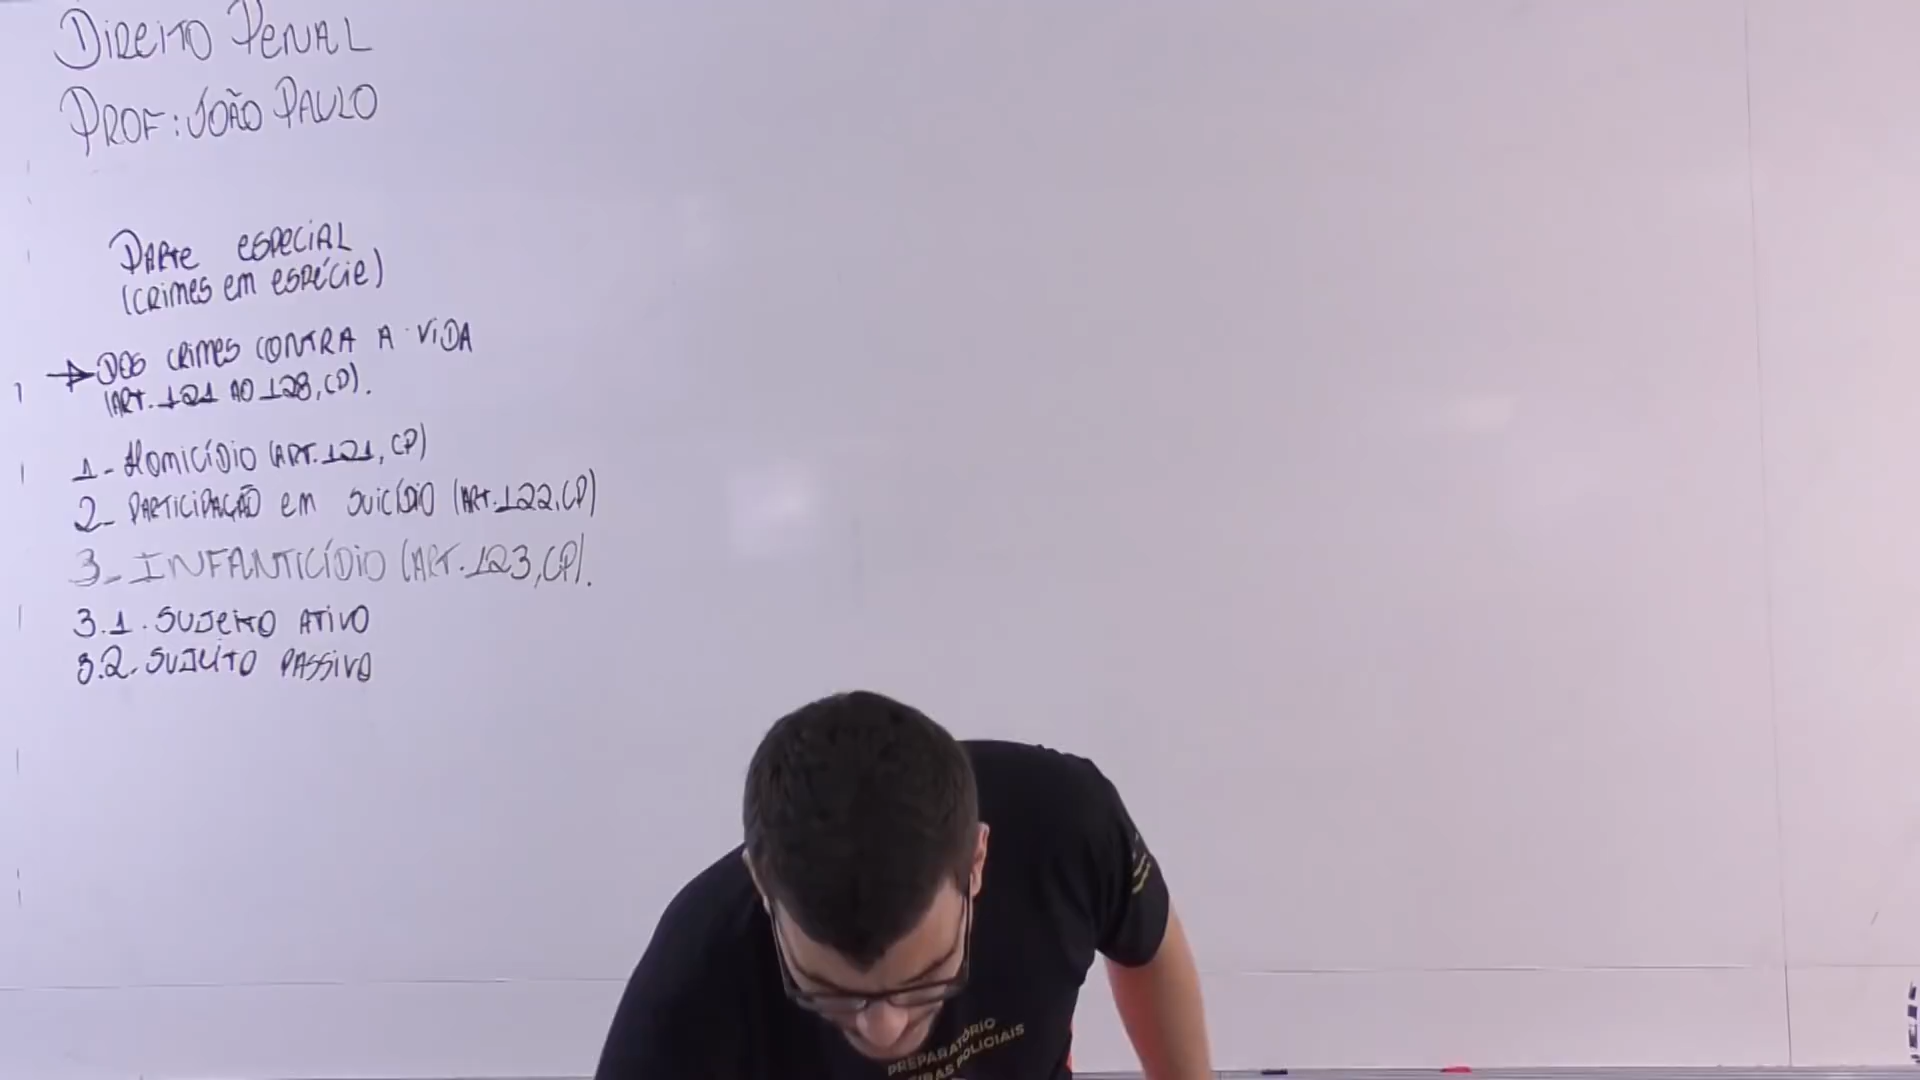 DIREITO PENAL
PROF: JOÃO PAULO
PARTE ESPECIAL
(CRIMES EM ESPÉCIE)
→ DOS CRIMES CONTRA A VIDA
(ART. 121 AO 128, CP).
1- HOMICÍDIO (ART. 121, CP)
2- PARTICIPAÇÃO EM SUICÍDIO (ART. 122, CP)
3- INFANTICÍDIO (ART. 123, CP).
3.1. SUJEITO ATIVO
3.2. SUJEITO PASSIVO
PREPARATÓRIO
POLICIAIS